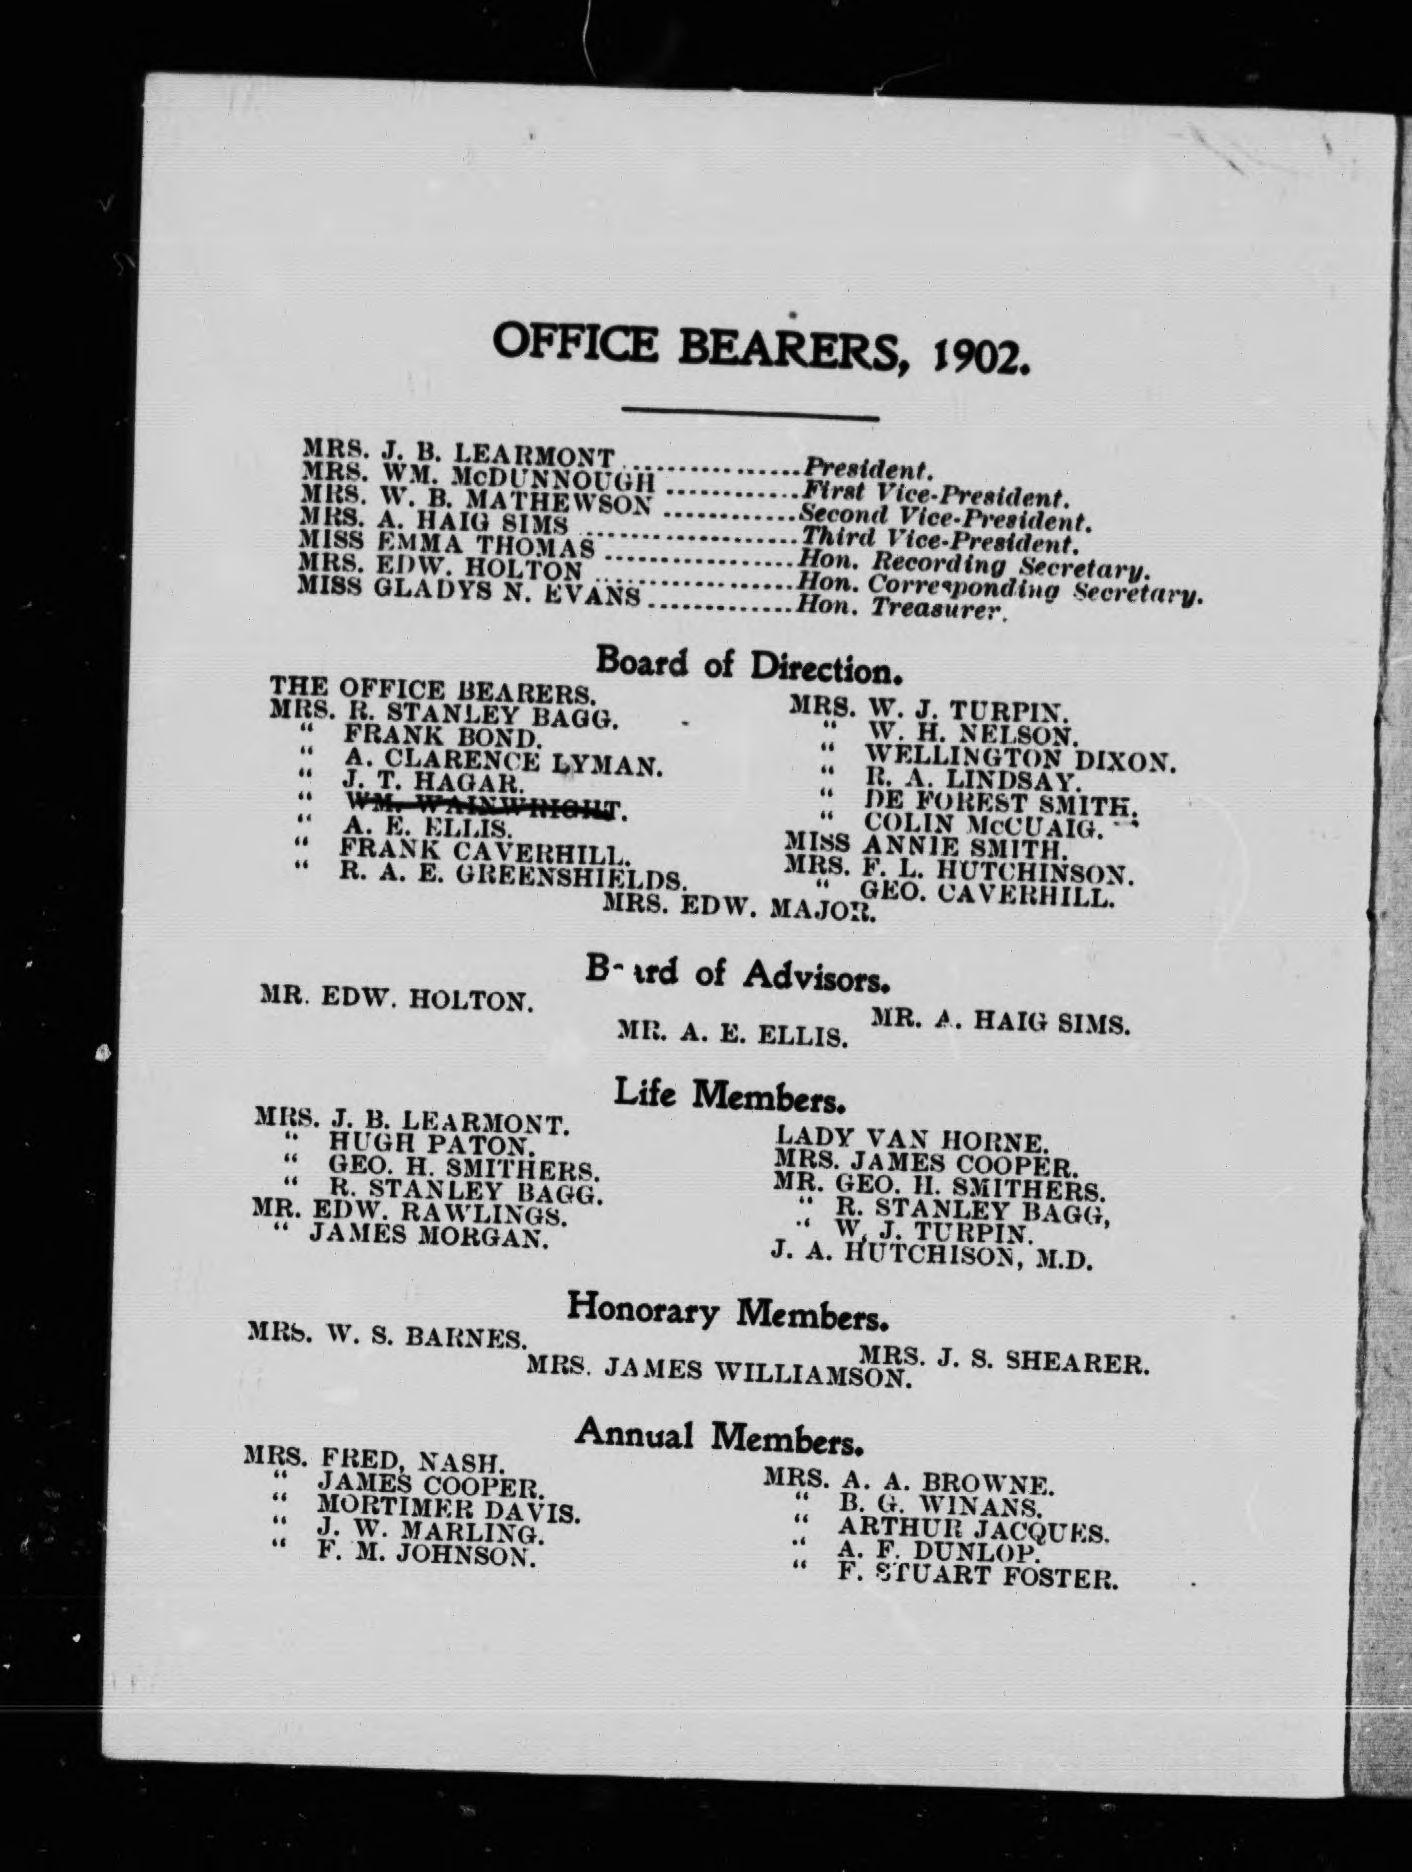 OFFICE BEARERS, 1902.
MRS. J. B. LEARMONT ................President.
MRS. WM. McDUNNOUGH ............First Vice-President.
MRS. W. B. MATHEWSON ............Second Vice-President.
MRS. A. HAIG SIMS ....................Third Vice-President.
MISS EMMA THOMAS .................Hon. Recording Secretary.
MRS. EDW. HOLTON ..................Hon. Corresponding Secretary.
MISS GLADYS N. EVANS.............Hon. Treasurer.
Board of Direction.
THE OFFICE BEARERS.
MRS. R. STANLEY BAGG.
“ FRANK BOND.
“ A. CLARENCE LYMAN.
“ J. T. HAGAR.
“ WM. WAINWRIGHT.
“ A. E. ELLIS.
“ FRANK CAVERHILL.
“ R. A. E. GREENSHIELDS.
MRS. W. J. TURPIN.
“ W. H. NELSON.
“ WELLINGTON DIXON.
“ R. A. LINDSAY.
“ DE FOREST SMITH.
“ COLIN McCUAIG.
MISS ANNIE SMITH.
MRS. F. L. HUTCHINSON.
“ GEO. CAVERHILL.
MRS. EDW. MAJOR.
Board of Advisors.
MR. EDW. HOLTON.
MR. A. HAIG SIMS.
MR. A. E. ELLIS.
Life Members.
MRS. J. B. LEARMONT.
“ HUGH PATON.
“ GEO. H. SMITHERS.
“ R. STANLEY BAGG.
MR. EDW. RAWLINGS.
“ JAMES MORGAN.
LADY VAN HORNE.
MRS. JAMES COOPER.
MR. GEO. H. SMITHERS.
“ R. STANLEY BAGG,
“ W. J. TURPIN.
J. A. HUTCHISON, M.D.
Honorary Members.
MRS. W. S. BARNES.
MRS. J. S. SHEARER.
MRS. JAMES WILLIAMSON.
Annual Members.
MRS. FRED, NASH.
“ JAMES COOPER.
“ MORTIMER DAVIS.
“ J. W. MARLING.
“ F. M. JOHNSON.
MRS. A. A. BROWNE.
“ B. G. WINANS.
“ ARTHUR JACQUES.
“ A. F. DUNLOP.
“ F. STUART FOSTER.